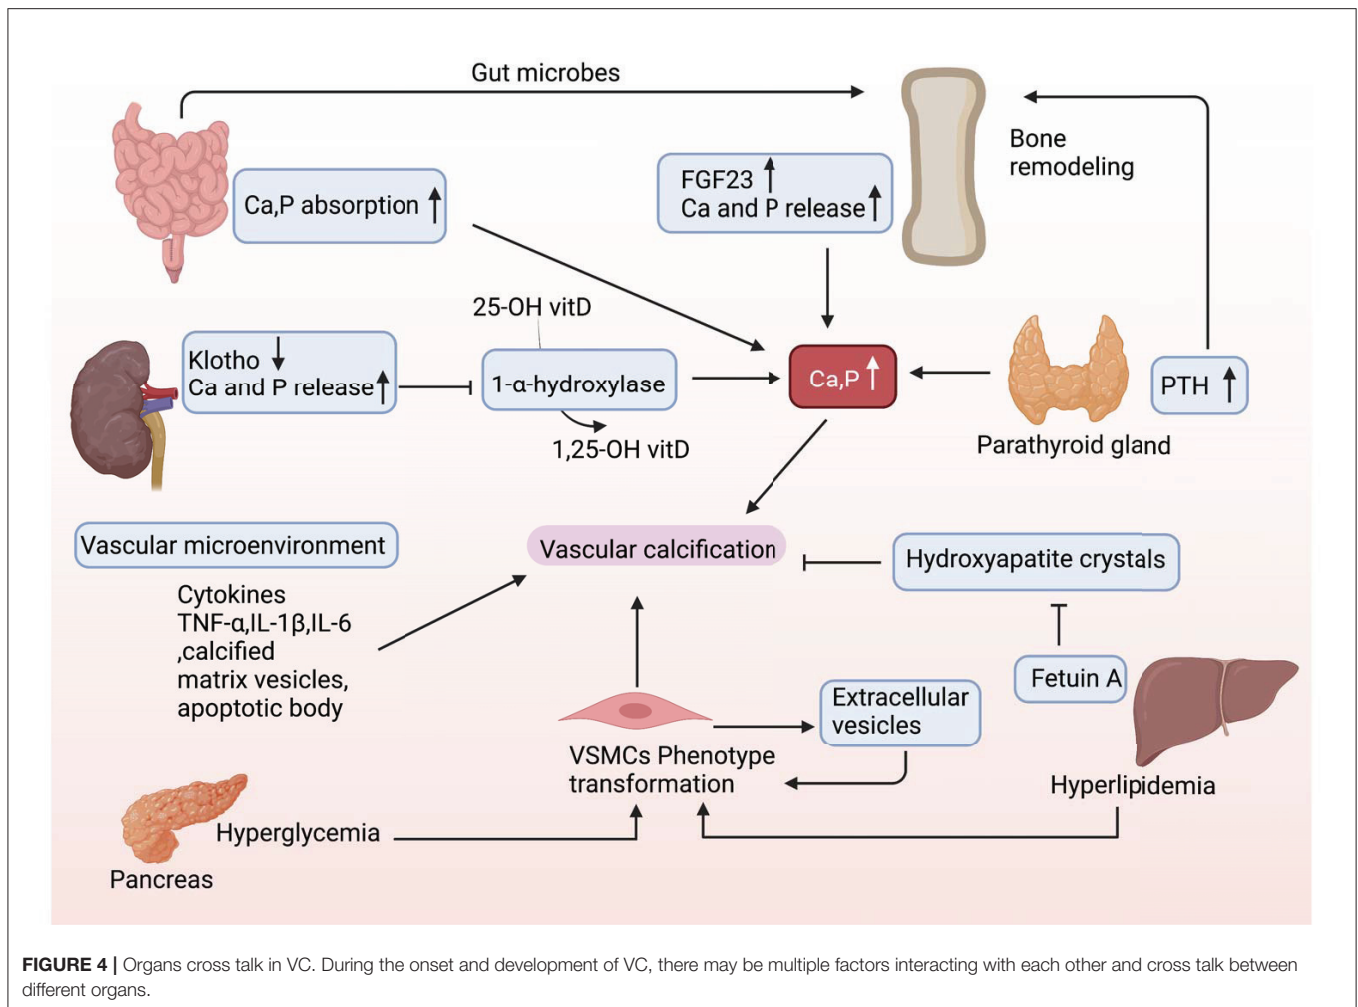 Gut microbes
Bone
remodeling
FGF23
Ca and P release
Ca,P absorption
25-OH vitD
Klotho
Ca and P release
1-α-hydroxylase
Ca,P
PTH
1,25-OH vitD
Parathyroid gland
Vascular microenvironment
Vascular calcification
Hydroxyapatite crystals
Cytokines
TNF-α,IL-1β,IL-6
,calcified
matrix vesicles,
apoptotic body
Fetuin A
Extracellular
vesicles
VSMCs Phenotype
transformation
Hyperlipidemia
Hyperglycemia
Pancreas
FIGURE 4 | Organs cross talk in VC. During the onset and development of VC, there may be multiple factors interacting with each other and cross talk between
different organs.